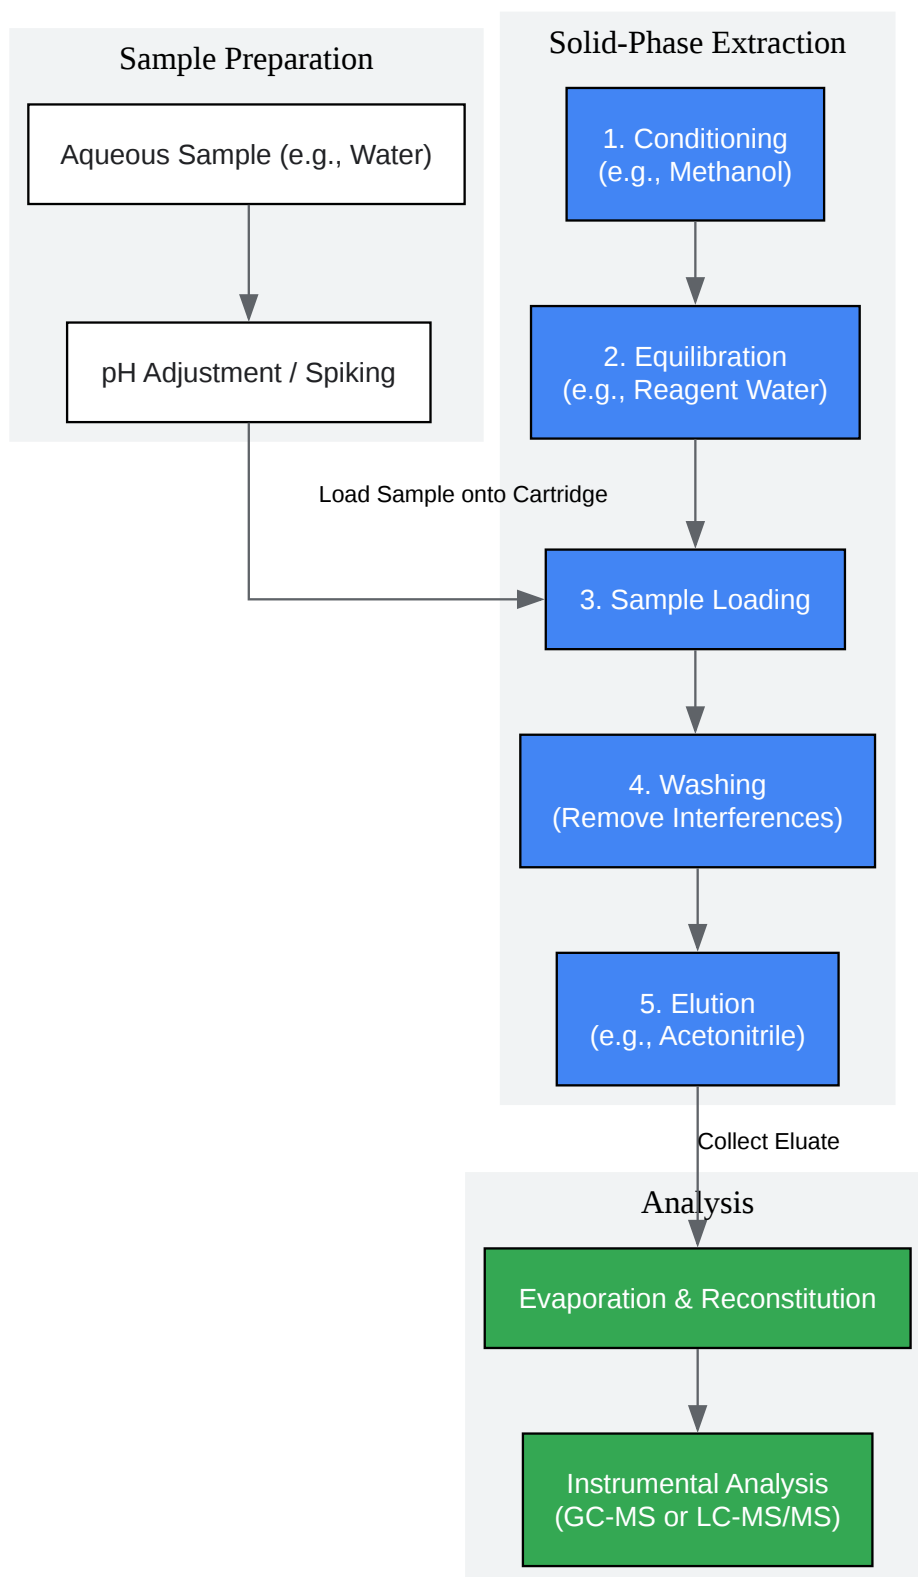 Sample Preparation
Aqueous Sample (e.g., Water)
pH Adjustment / Spiking
Load Sample onto Cartridge
Solid-Phase Extraction
1. Conditioning
(e.g., Methanol)
2. Equilibration
(e.g., Reagent Water)
3. Sample Loading
4. Washing
(Remove Interferences)
5. Elution
(e.g., Acetonitrile)
Collect Eluate
Analysis
Evaporation & Reconstitution
Instrumental Analysis
(GC-MS or LC-MS/MS)